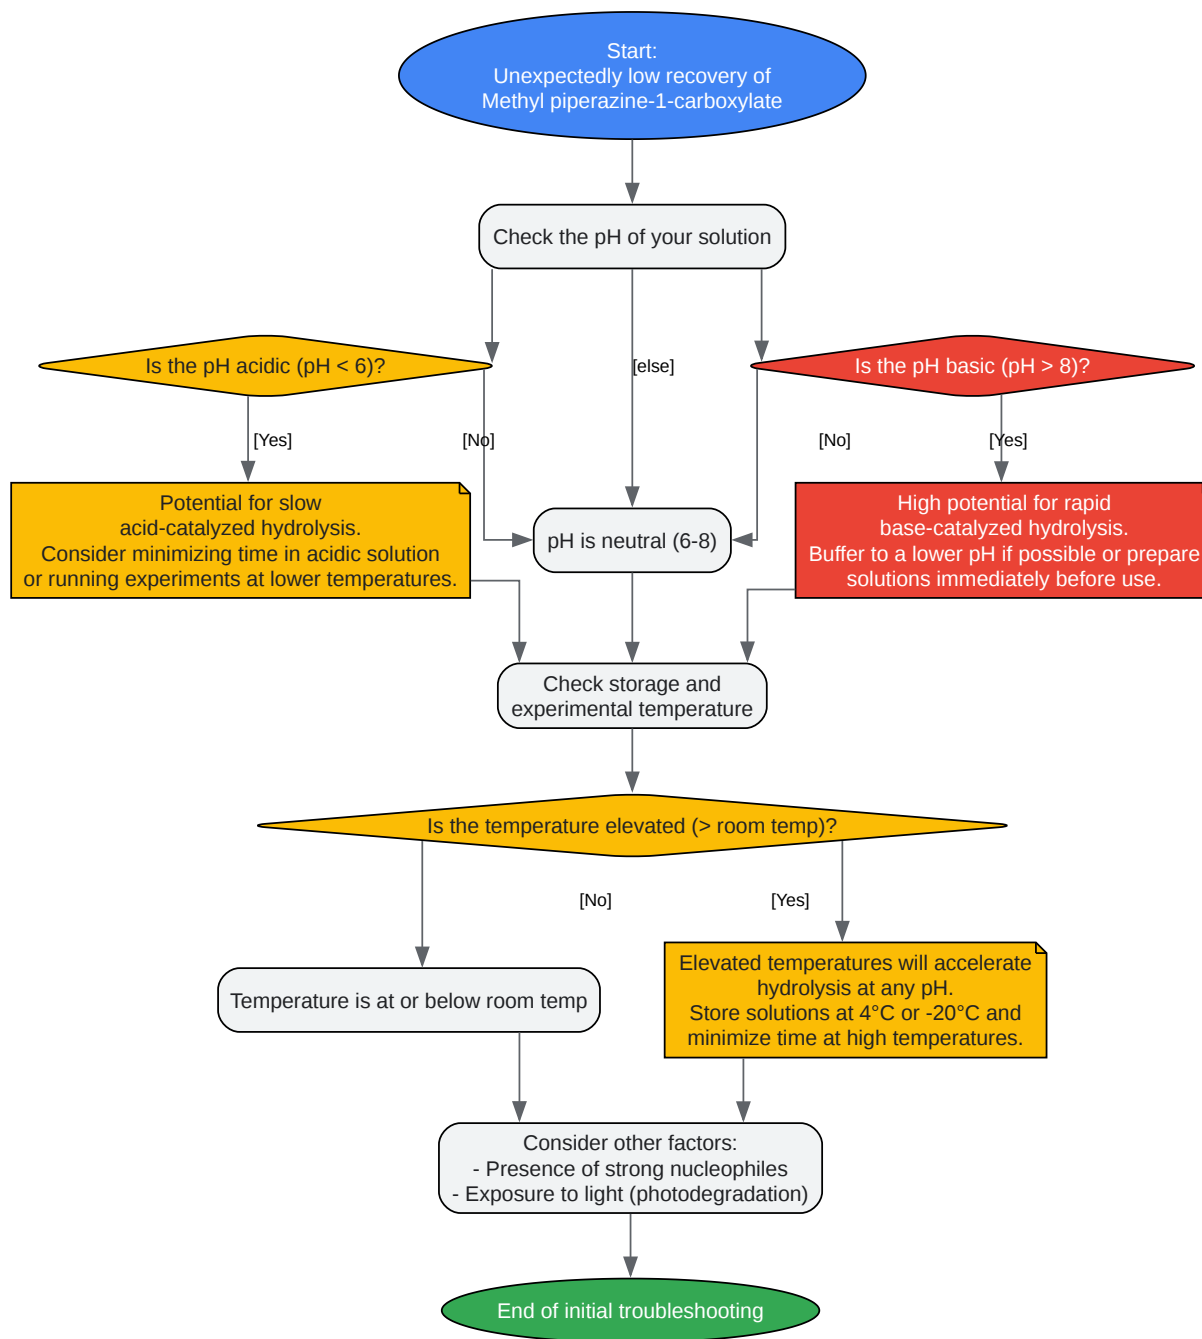 Start:
Unexpectedly low recovery of
Methyl piperazine-1-carboxylate
Check the pH of your solution
Is the pH acidic (pH < 6)?
[else]
Is the pH basic (pH > 8)?
[Yes]
[No]
[No]
[Yes]
Potential for slow
acid-catalyzed hydrolysis.
Consider minimizing time in acidic solution
or running experiments at lower temperatures.
pH is neutral (6-8)
High potential for rapid
base-catalyzed hydrolysis.
Buffer to a lower pH if possible or prepare
solutions immediately before use.
Check storage and
experimental temperature
Is the temperature elevated (> room temp)?
[No]
[Yes]
Temperature is at or below room temp
Elevated temperatures will accelerate
hydrolysis at any pH.
Store solutions at 4°C or -20°C and
minimize time at high temperatures.
Consider other factors:
- Presence of strong nucleophiles
- Exposure to light (photodegradation)
End of initial troubleshooting